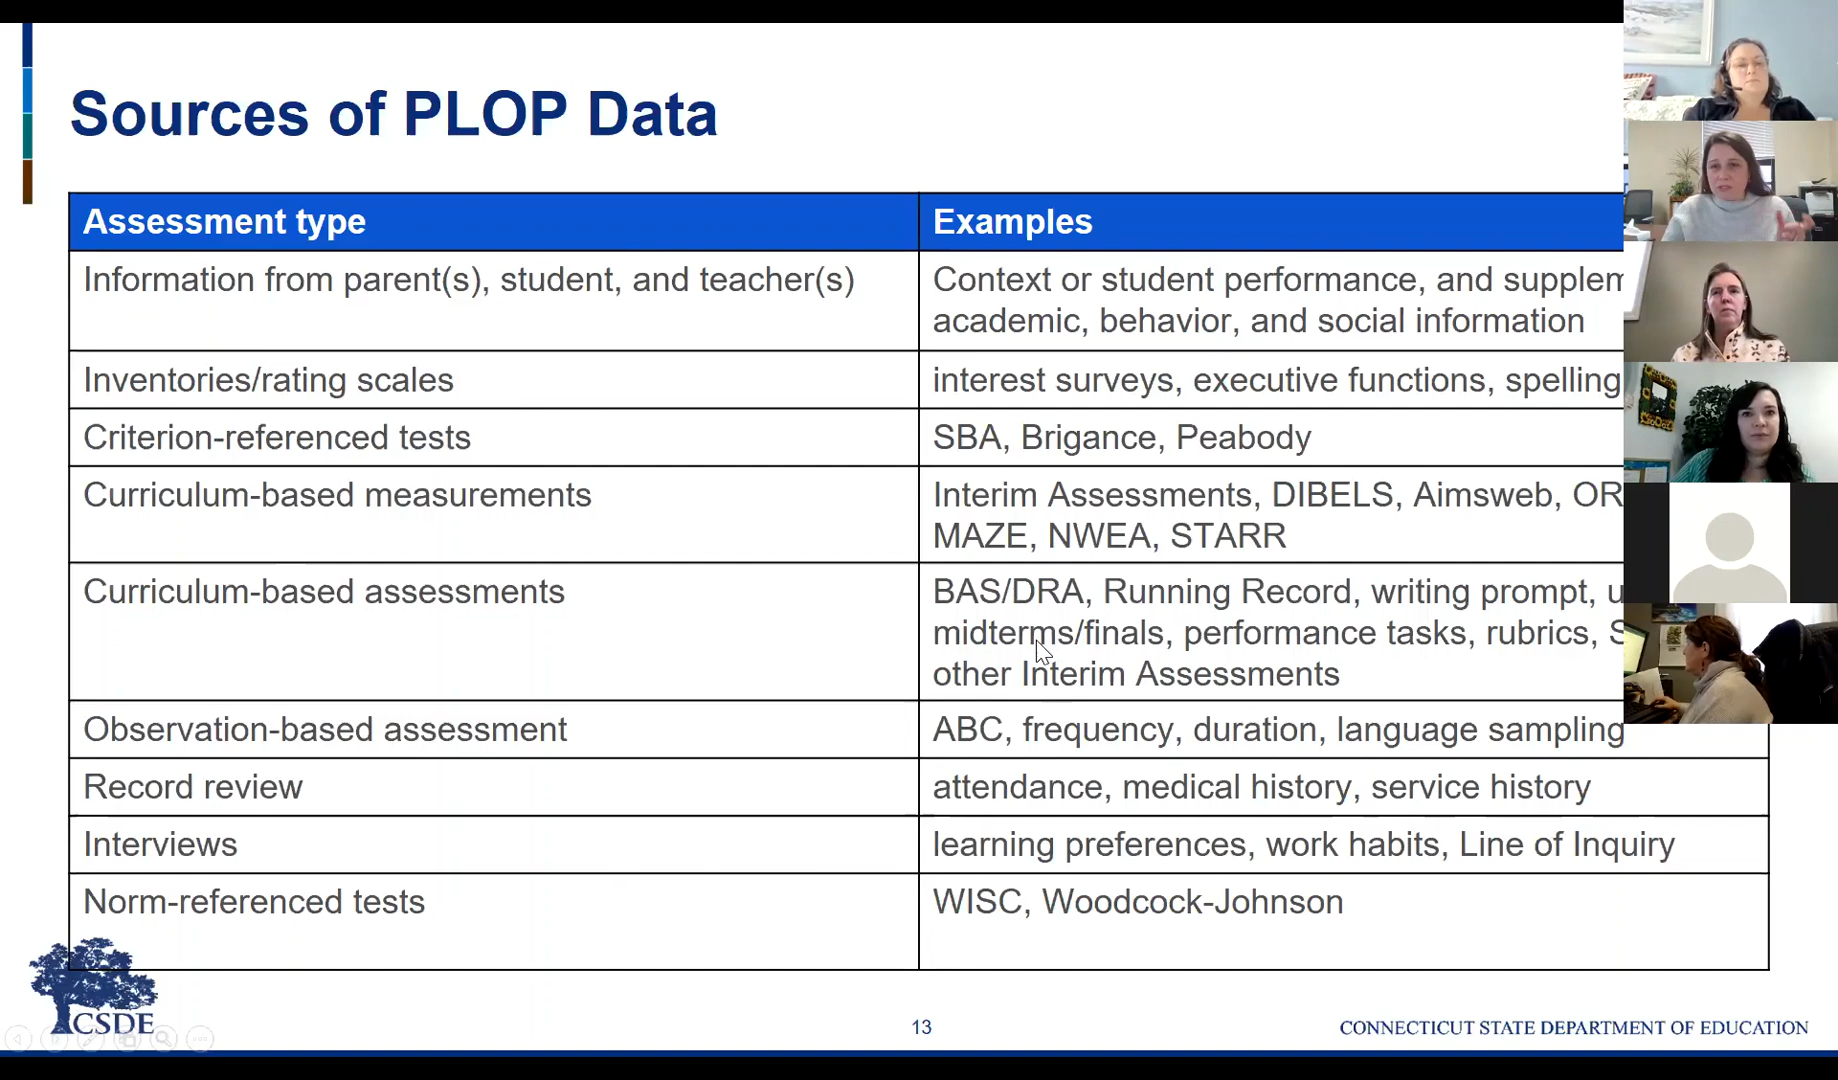 Sources of PLOP Data
Assessment type
Examples
Information from parent(s), student, and teacher(s)
Context or student performance, and
academic, behavior, and social information
Inventories/rating scales
interest surveys, executive functions, spelling
Criterion-referenced tests
SBA, Brigance, Peabody
Curriculum-based measurements
Interim Assessments, DIBELS, Aimsweb,
MAZE, NWEA, STARR
Curriculum-based assessments
BAS/DRA, Running Record, writing prompt,
midterms/finals, performance tasks, rubrics,
other Interim Assessments
Observation-based assessment
ABC, frequency, duration, language sampling
Record review
attendance, medical history, service history
Interviews
learning preferences, work habits, Line of Inquiry
Norm-referenced tests
WISC, Woodcock-Johnson
CSDE
13
CONNECTICUT STATE DEPARTMENT OF EDUCATION